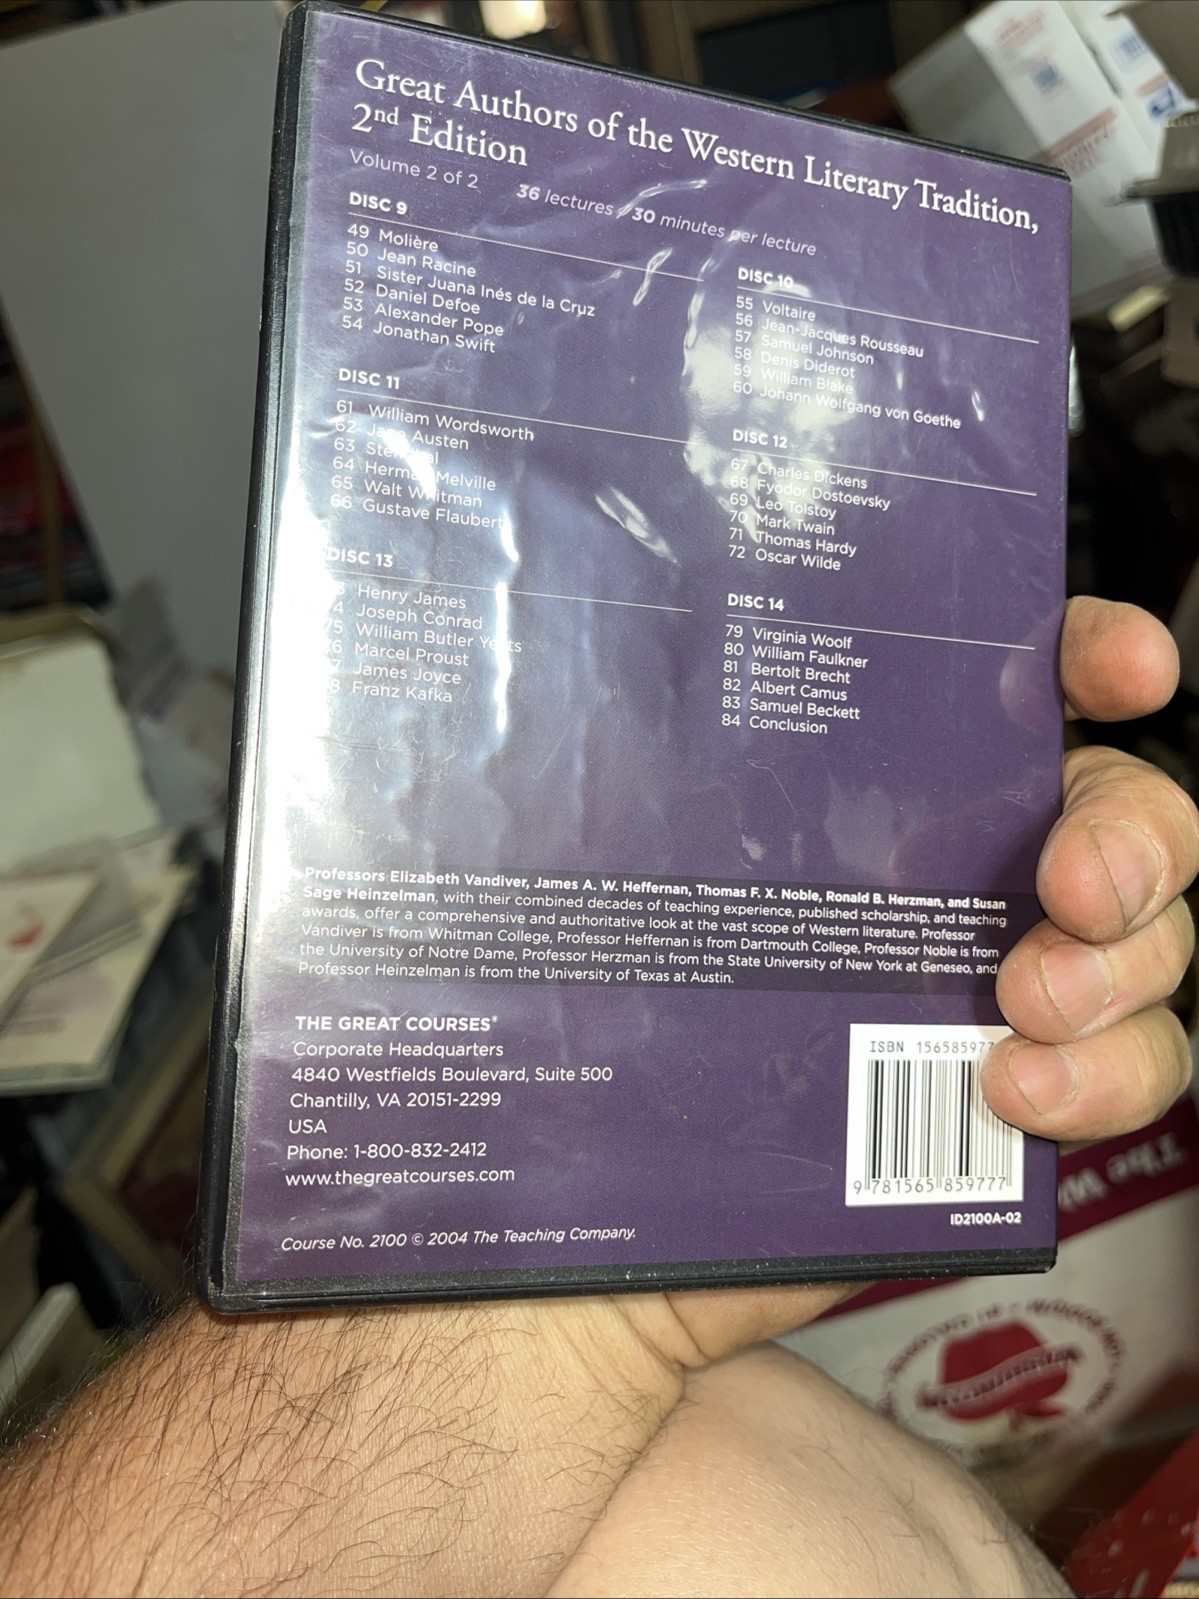 Great Authors of the Western Literary Tradition,
2nd Edition
Volume 2 of 2
36 lectures / 30 minutes per lecture
DISC 9
49 Molière
50 Jean Racine
51 Sister Juana Inés de la Cruz
52 Daniel Defoe
53 Alexander Pope
54 Jonathan Swift
DISC 10
55 Voltaire
56 Jean-Jacques Rousseau
57 Samuel Johnson
58 Denis Diderot
59 William Blake
60 Johann Wolfgang von Goethe
DISC 11
61 William Wordsworth
62 Jane Austen
63 Stendhal
64 Herman Melville
65 Walt Whitman
66 Gustave Flaubert
DISC 12
67 Charles Dickens
68 Fyodor Dostoevsky
69 Leo Tolstoy
70 Mark Twain
71 Thomas Hardy
72 Oscar Wilde
DISC 13
Henry James
Joseph Conrad
75 William Butler Yeats
Marcel Proust
James Joyce
Franz Kafka
DISC 14
79 Virginia Woolf
80 William Faulkner
81 Bertolt Brecht
82 Albert Camus
83 Samuel Beckett
84 Conclusion
Professors Elizabeth Vandiver, James A. W. Heffernan, Thomas F. X. Noble, Ronald B. Herzman, and Susan
Sage Heinzelman, with their combined decades of teaching experience, published scholarship, and teaching
awards, offer a comprehensive and authoritative look at the vast scope of Western literature. Professor
Vandiver is from Whitman College, Professor Heffernan is from Dartmouth College, Professor Noble is from
the University of Notre Dame, Professor Herzman is from the State University of New York at Geneseo, and
Professor Heinzelman is from the University of Texas at Austin.
THE GREAT COURSES®
Corporate Headquarters
4840 Westfields Boulevard, Suite 500
Chantilly, VA 20151-2299
USA
Phone: 1-800-832-2412
www.thegreatcourses.com
Course No. 2100 © 2004 The Teaching Company.
ISBN 156585977
9 781565 859777
ID2100A-02
The